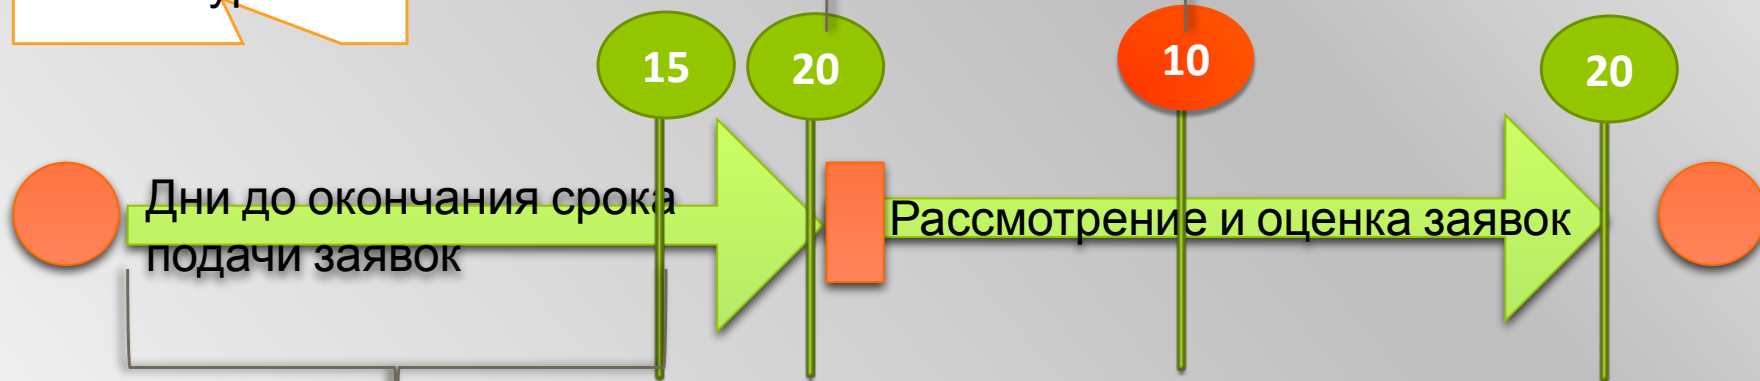 15
20
10
20
Дни до окончания срока
подачи заявок
Рассмотрение и оценка заявок